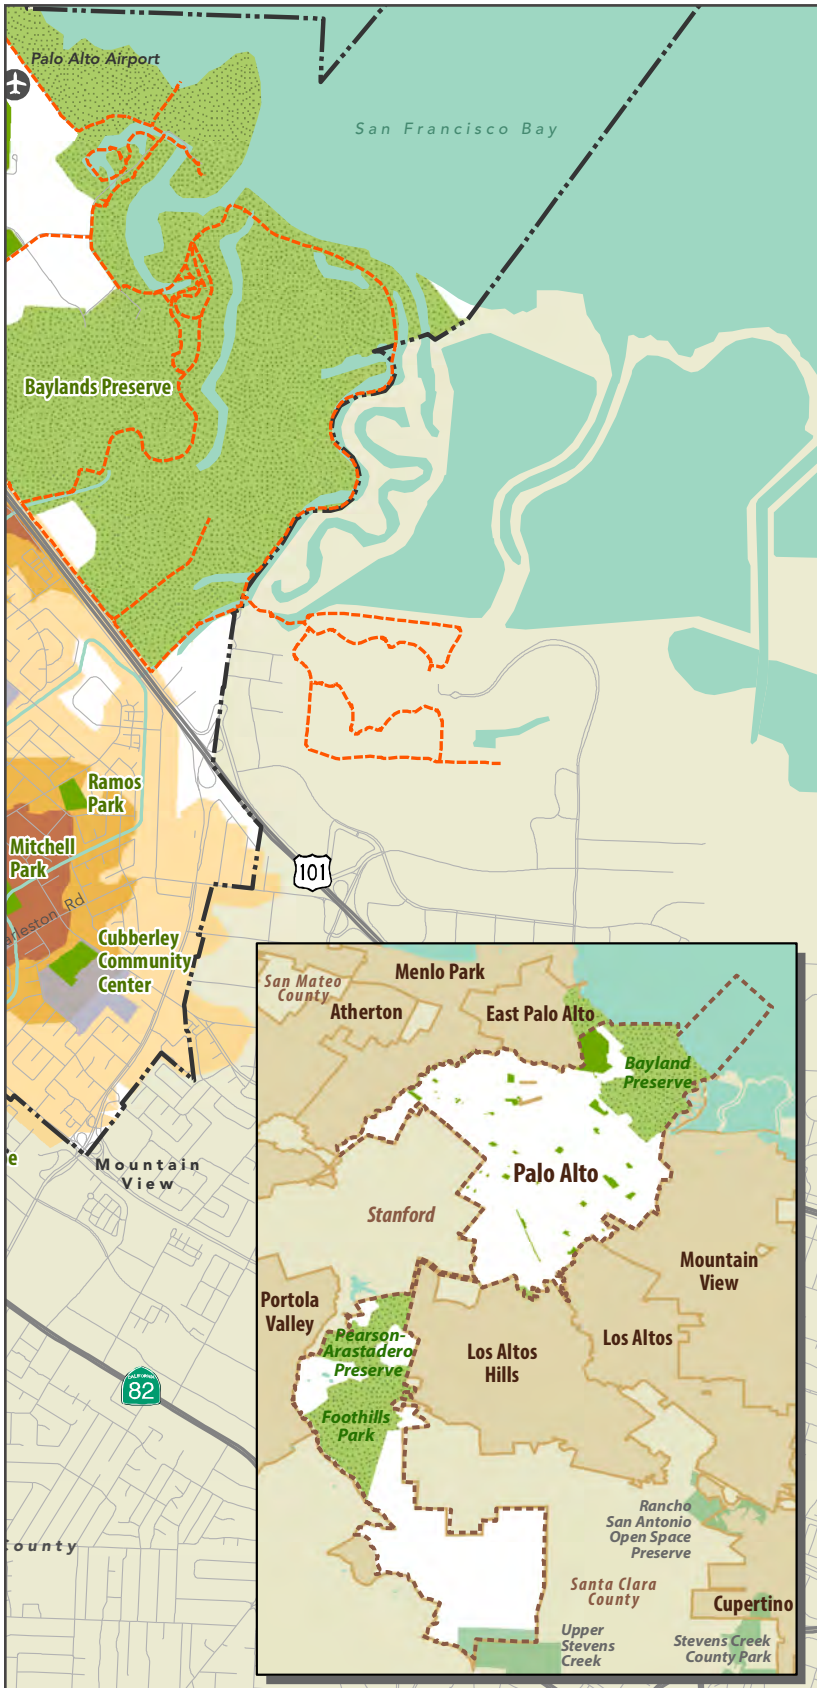 Palo Alto Airport
San Francisco Bay
Baylands Preserve
Ramos
Park
Mitchell
Park
Rd
Cubberley
Community
Center
101
Mountain
View
CALIFORNIA
82
ounty
San Mateo
County
Menlo Park
Atherton
East Palo Alto
Bayland
Preserve
Palo Alto
Stanford
Mountain
View
Portola
Valley
Pearson-
Arastadero
Preserve
Los Altos
Hills
Los Altos
Foothills
Park
Rancho
San Antonio
Open Space
Preserve
Santa Clara
County
Cupertino
Upper
Stevens
Creek
Stevens Creek
County Park